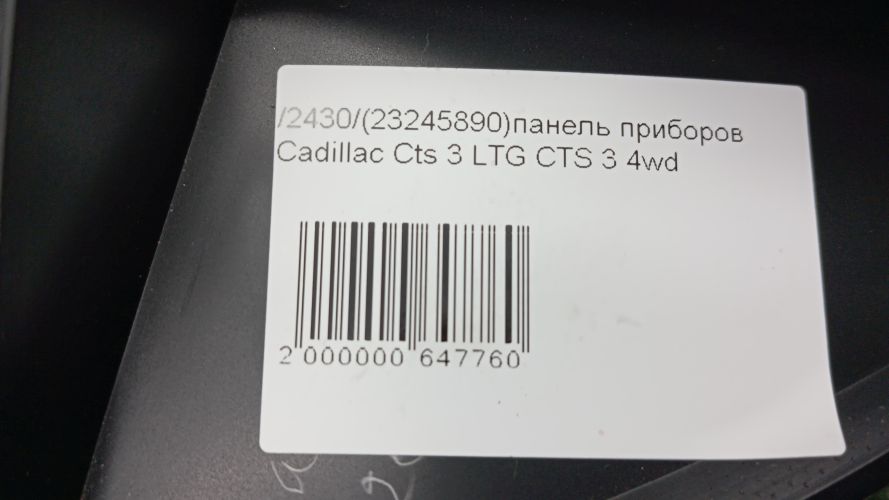 /2430/(23245890)панель приборов
Cadillac Cts 3 LTG CTS 3 4wd
2 000000 647760